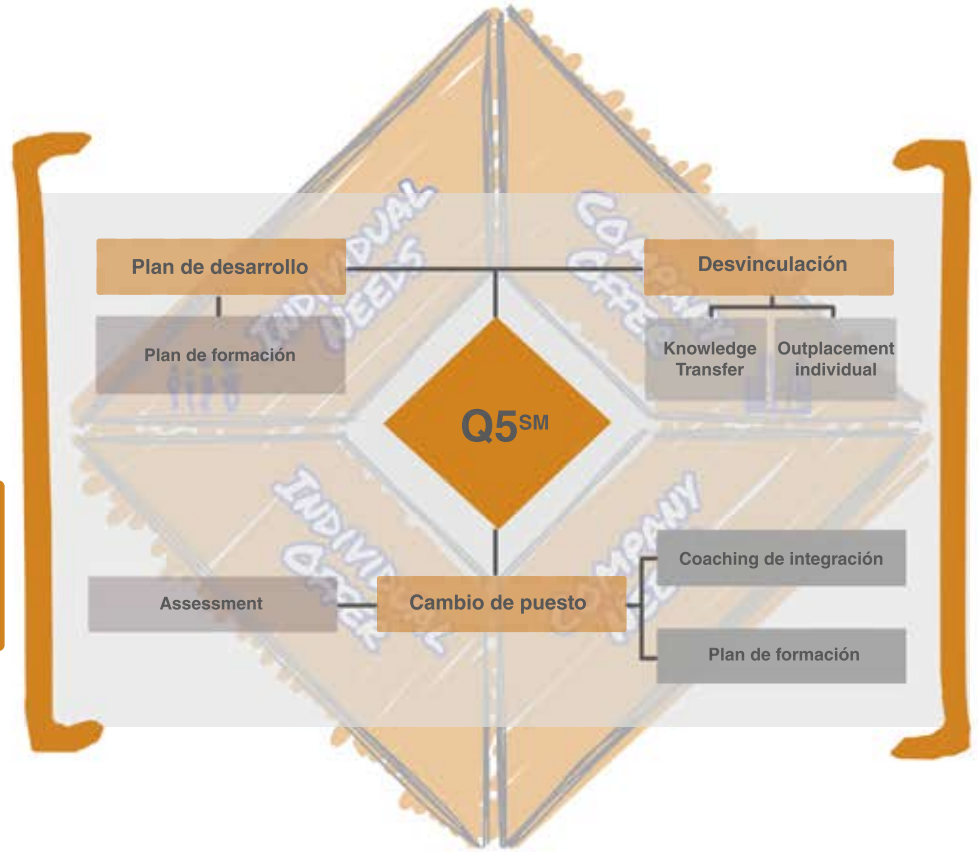 INDIVIDUAL
NEEDS
COMPANY
OFFER
Plan de desarrollo
Desvinculación
Plan de formación
Knowledge
Transfer
Outplacement
individual
Q5SM
INDIVIDUAL
OFFER
COMPANY
Coaching de integración
Assessment
Cambio de puesto
Plan de formación